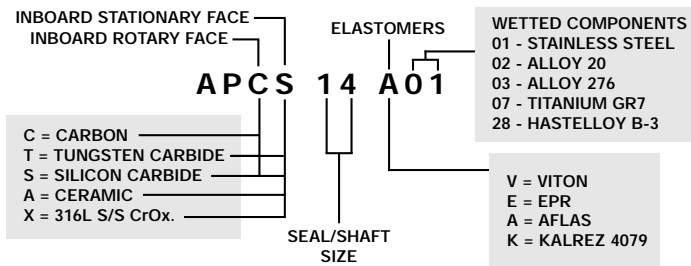 INBOARD STATIONARY FACE
INBOARD ROTARY FACE
ELASTOMERS
WETTED COMPONENTS
01 - STAINLESS STEEL
02 - ALLOY 20
03 - ALLOY 276
07 - TITANIUM GR7
28 - HASTELLOY B-3
APCS 14 A01
C = CARBON
T = TUNGSTEN CARBIDE
S = SILICON CARBIDE
A = CERAMIC
X = 316L S/S CrOx.
SEAL/SHAFT
SIZE
V = VITON
E = EPR
A = AFLAS
K = KALREZ 4079